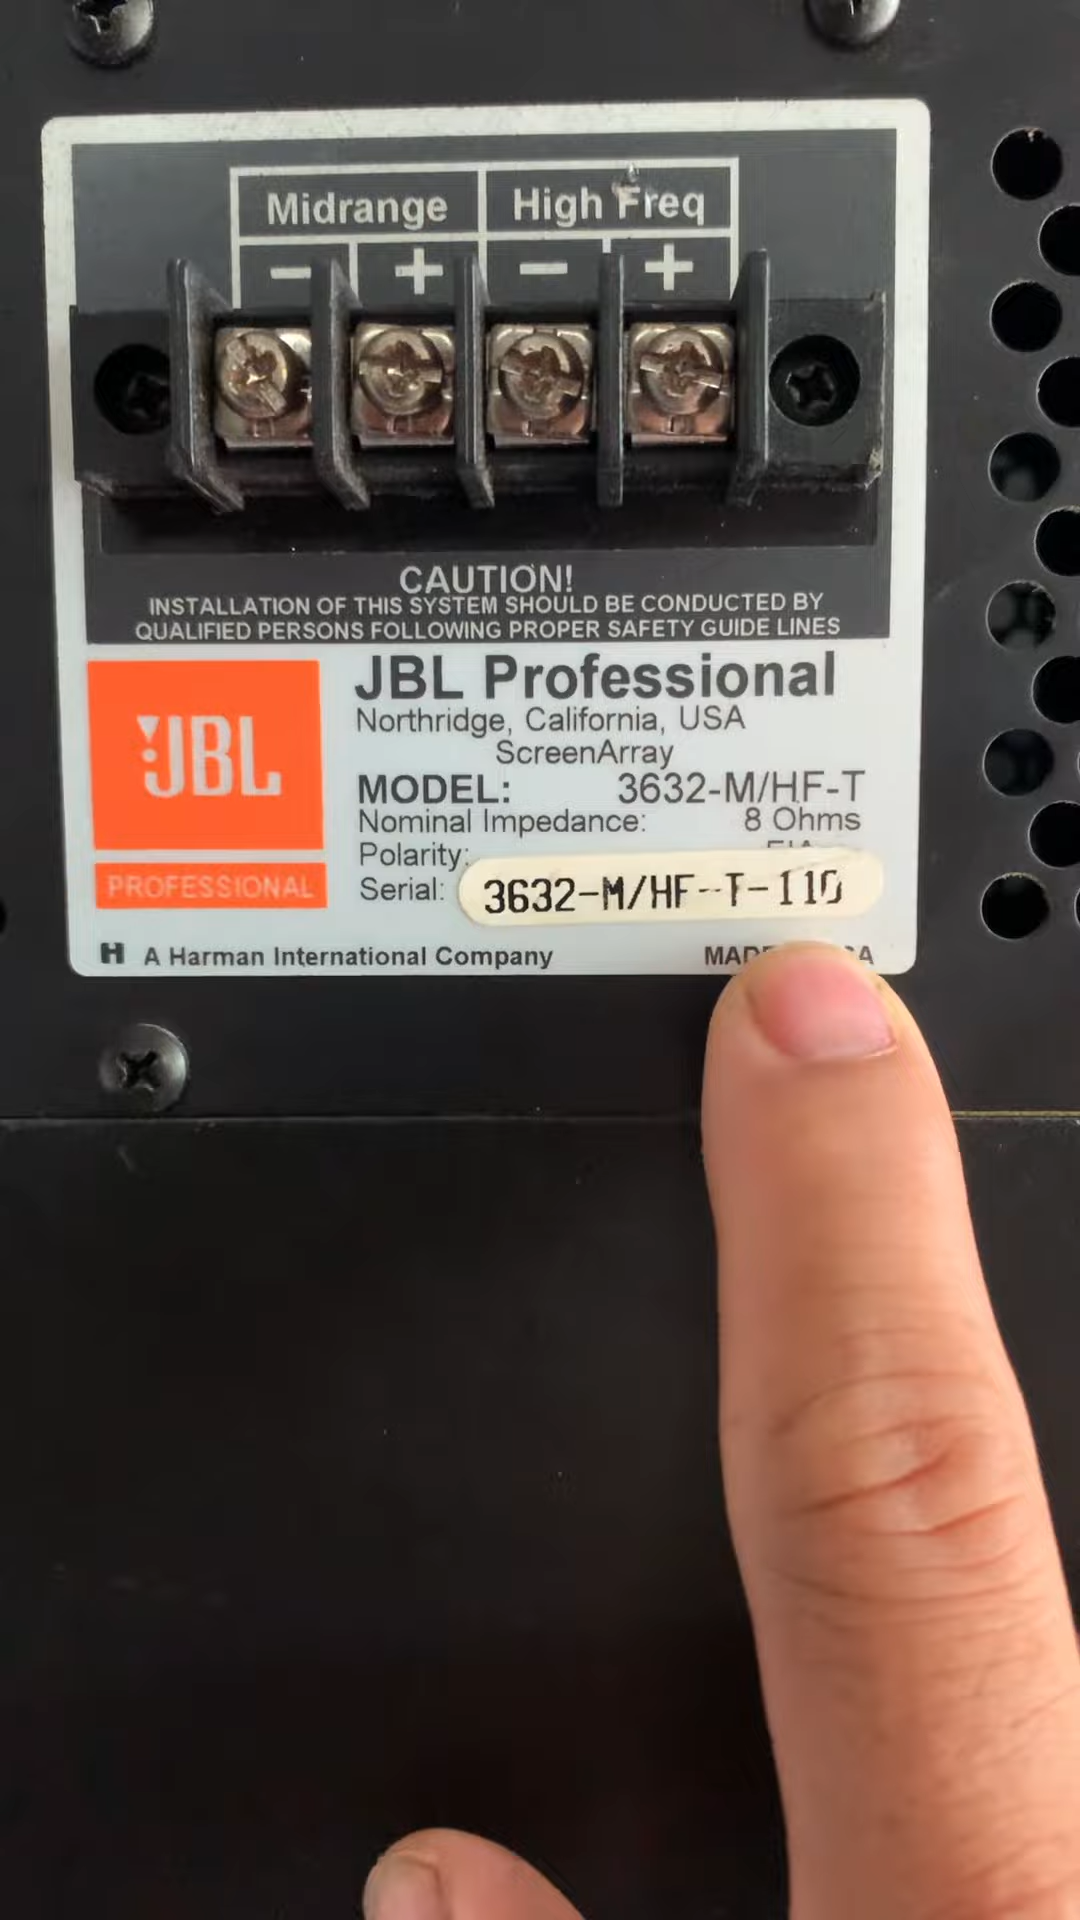 Midrange High Freq
− + − +
CAUTION!
INSTALLATION OF THIS SYSTEM SHOULD BE CONDUCTED BY
QUALIFIED PERSONS FOLLOWING PROPER SAFETY GUIDE LINES
JBL
PROFESSIONAL
JBL Professional
Northridge, California, USA
ScreenArray
MODEL: 3632-M/HF-T
Nominal Impedance: 8 Ohms
Polarity:
Serial: 3632-M/HF-T-110
H A Harman International Company